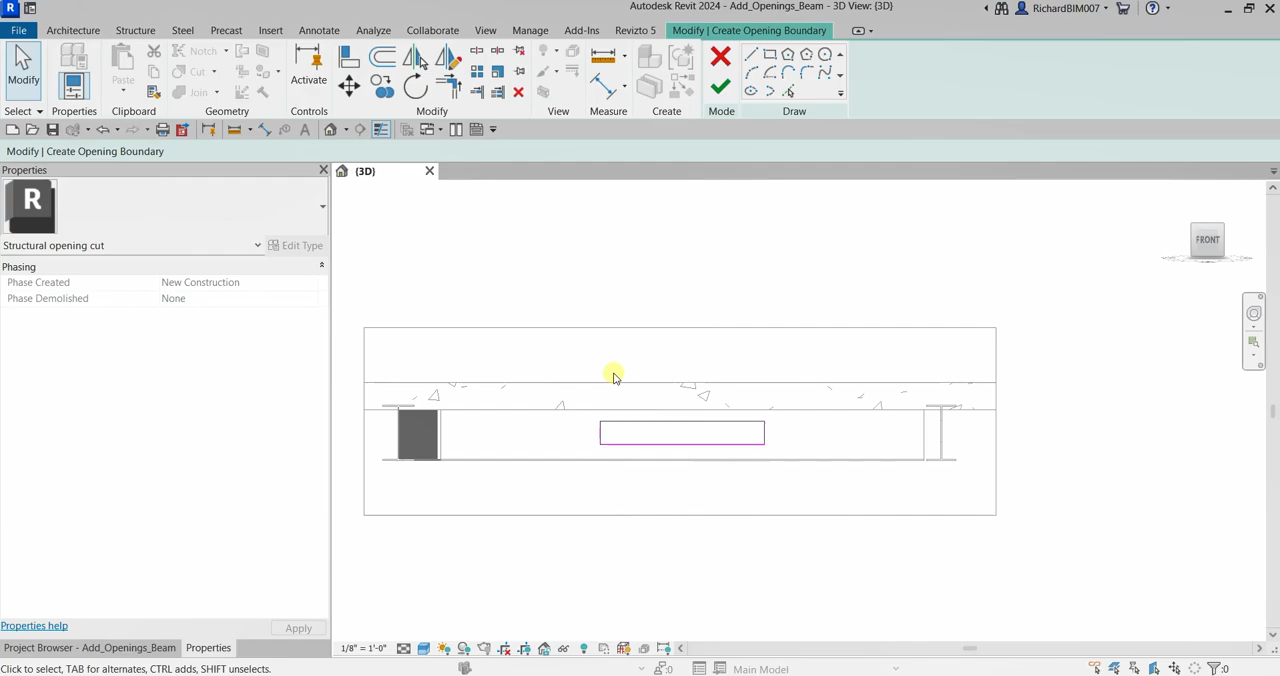 Autodesk Revit 2024 - Add_Openings_Beam - 3D View: {3D}
RichardBIM007
File Architecture Structure Steel Precast Insert Annotate Analyze Collaborate View Manage Add-Ins Revizto 5 Modify | Create Opening Boundary
Modify
Paste
Notch
Cut
Join
Activate
Select Properties Clipboard Geometry Controls Modify View Measure Create Mode Draw
Modify | Create Opening Boundary
Properties
{3D}
R
Structural opening cut
Edit Type
Phasing
Phase Created New Construction
Phase Demolished None
FRONT
Properties help
Apply
Project Browser - Add_Openings_Beam Properties
1/8" = 1'-0"
Click to select, TAB for alternates, CTRL adds, SHIFT unselects.
:0
Main Model
:0